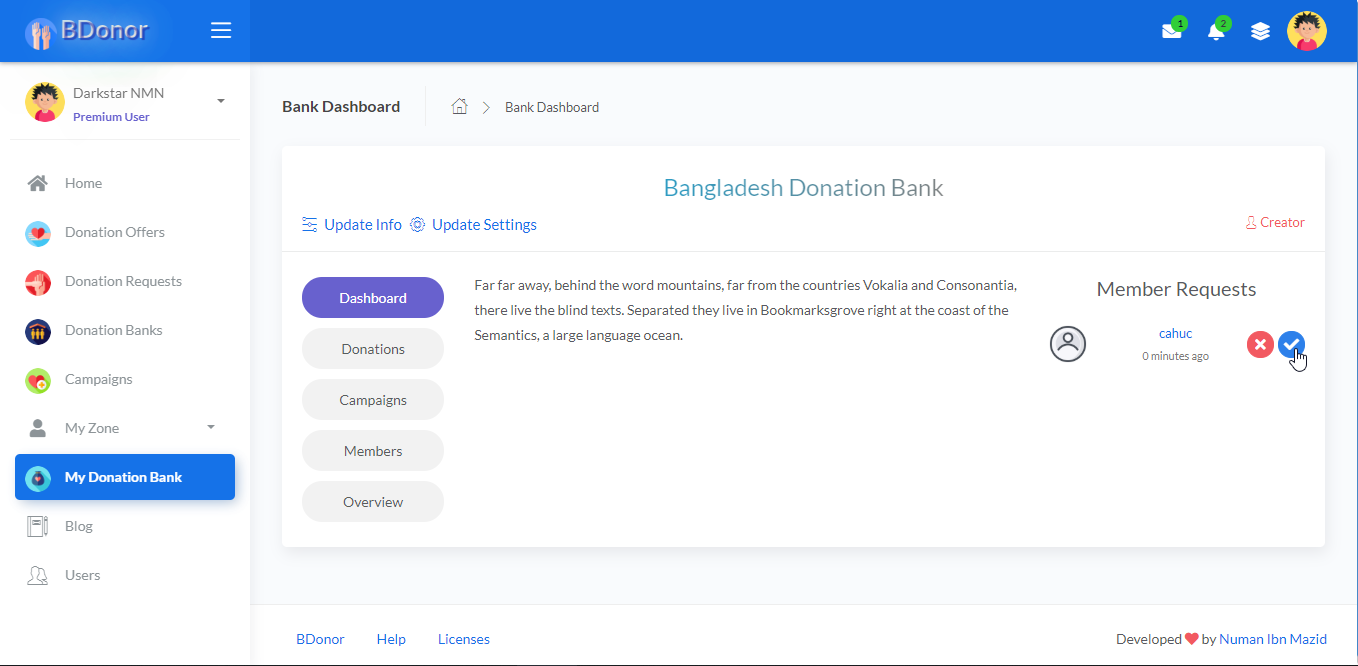 BDonor
1
2
Darkstar NMN
Premium User
Home
Donation Offers
Donation Requests
Donation Banks
Campaigns
My Zone
My Donation Bank
Blog
Users
Bank Dashboard
Bank Dashboard
Bangladesh Donation Bank
Update Info
Update Settings
Creator
Dashboard
Donations
Campaigns
Members
Overview
Far far away, behind the word mountains, far from the countries Vokalia and Consonantia,
there live the blind texts. Separated they live in Bookmarksgrove right at the coast of the
Semantics, a large language ocean.
Member Requests
cahuc
0 minutes ago
BDonor
Help
Licenses
Developed ❤ by Numan Ibn Mazid